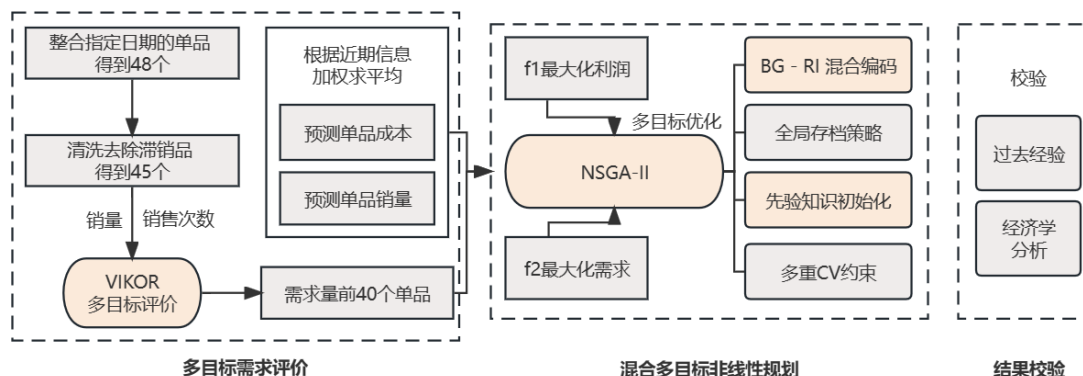 整合指定日期的单品
得到48个
清洗去除滞销品
得到45个
销量
销售次数
VIKOR
多目标评价
根据近期信息
加权求平均
预测单品成本
预测单品销量
需求量前40个单品
多目标需求评价
f1最大化利润
多目标优化
NSGA-II
f2最大化需求
BG - RI 混合编码
全局存档策略
先验知识初始化
多重CV约束
混合多目标非线性规划
校验
过去经验
经济学
分析
结果校验